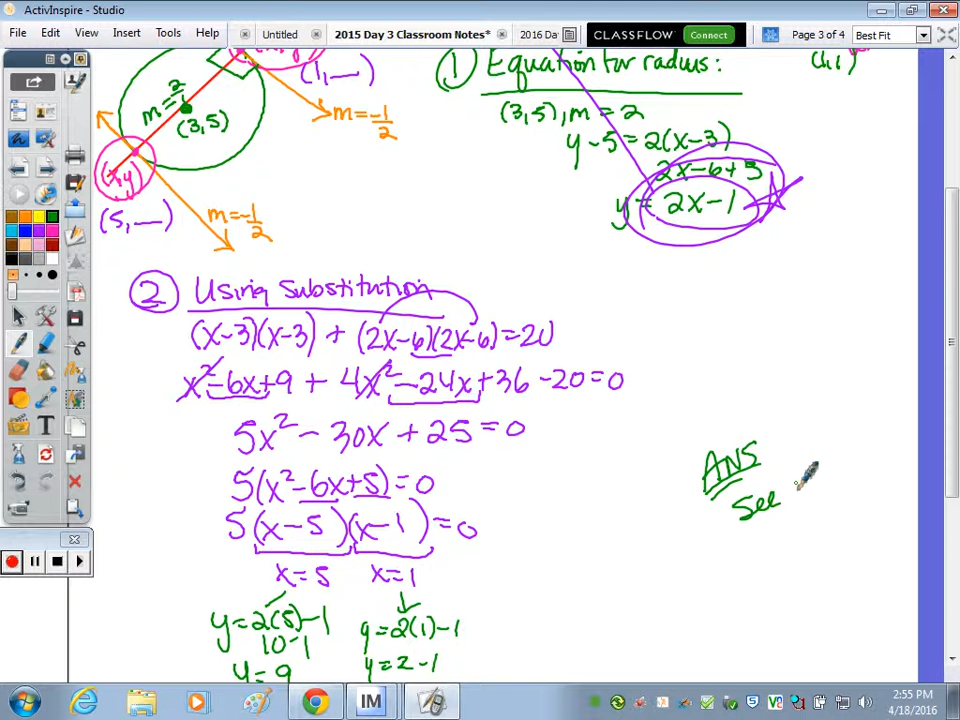 ActivInspire - Studio
File Edit View Insert Tools Help
Untitled
2015 Day 3 Classroom Notes*
2016 Day
CLASSFLOW Connect
Page 3 of 4
Best Fit
(1, __)
m = 2/1
(3,5)
m = -1/2
(x,y)
(5, __)
m = -1/2
① Equation for radius:
(3,5), m = 2
y - 5 = 2(x-3)
2x-6+5
y = 2x-1
② Using Substitution
(x-3)(x-3) + (2x-6)(2x-6) = 20
x² -6x+9 + 4x² -24x+36 -20=0
5x² - 30x + 25 = 0
5(x² -6x+5) = 0
5(x-5)(x-1) = 0
x=5 x=1
y=2(5)-1
10-1
y=9
y=2(1)-1
y=2-1
ANS
See
IM
2:55 PM
4/18/2016